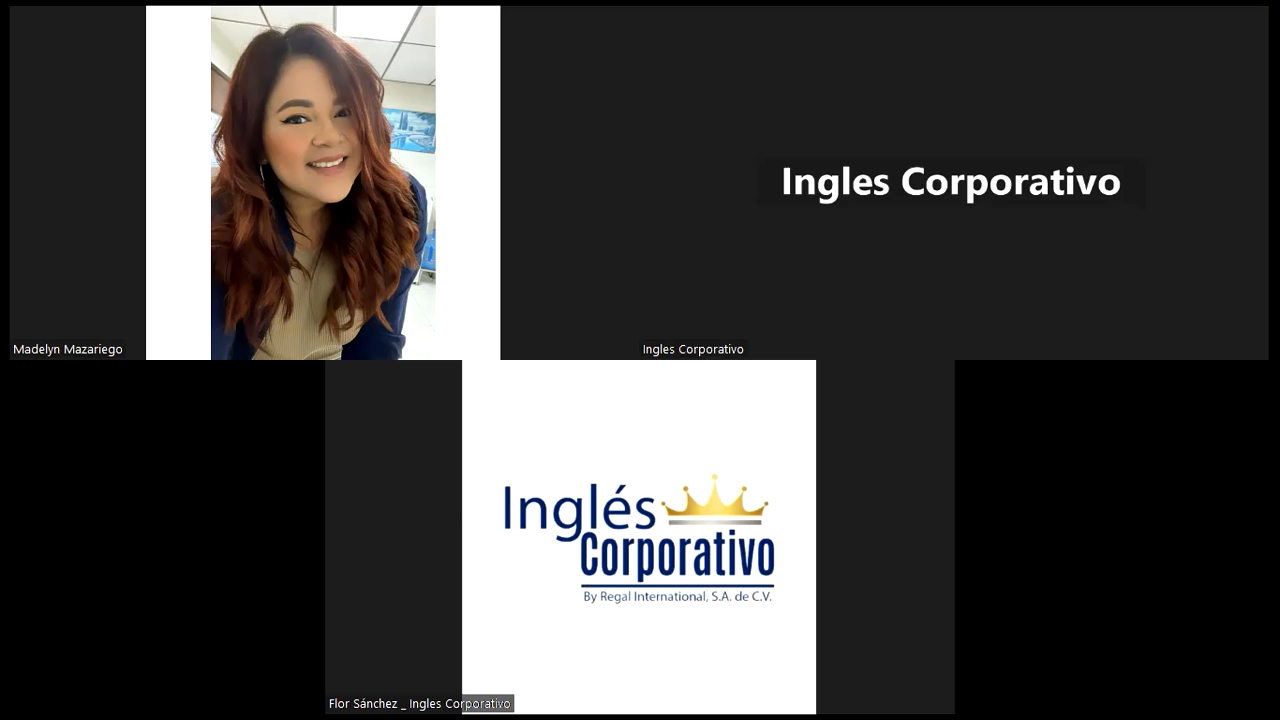 Ingles Corporativo
Madelyn Mazariego
Ingles Corporativo
Inglés
Corporativo
By Regal International, S.A. de C.V.
Flor Sánchez _ Ingles Corporativo